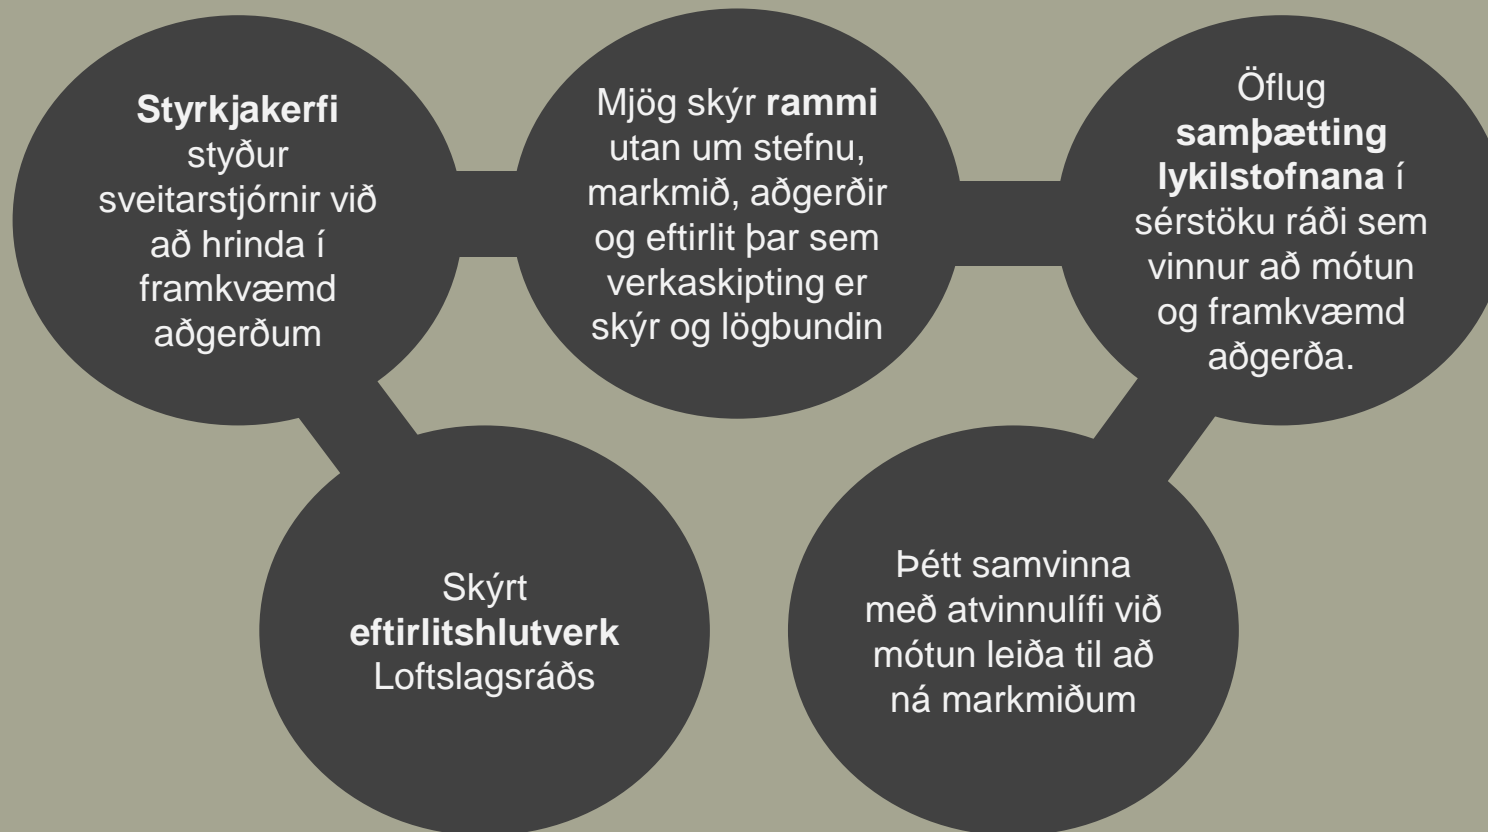 Styrkjakerfi
styður
sveitarstjórnir við
að hrinda í
framkvæmd
aðgerðum
Mjög skýr rammi
utan um stefnu,
markmið, aðgerðir
og eftirlit þar sem
verkaskipting er
skýr og lögbundin
Öflug
samþætting
lykilstofnana í
sérstöku ráði sem
vinnur að mótun
og framkvæmd
aðgerða.
Skýrt
eftirlitshlutverk
Loftslagsráðs
Þétt samvinna
með atvinnulífi við
mótun leiða til að
ná markmiðum